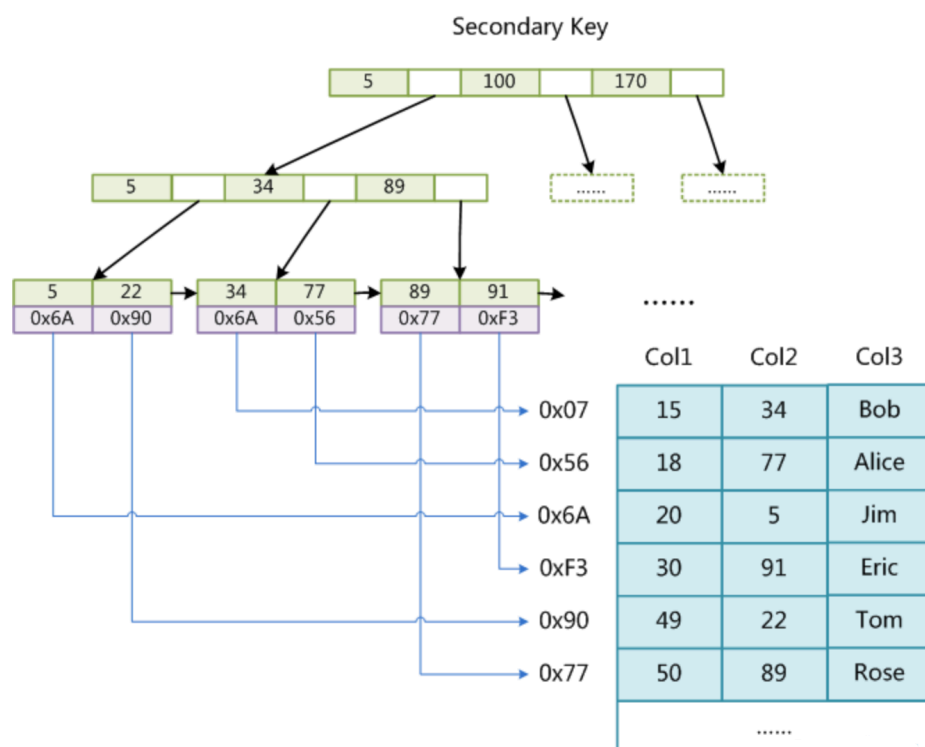 Secondary Key
5 100 170
5 34 89
...... ......
5 22 34 77 89 91
0x6A 0x90 0x6A 0x56 0x77 0xF3
......
Col1 Col2 Col3
0x07 15 34 Bob
0x56 18 77 Alice
0x6A 20 5 Jim
0xF3 30 91 Eric
0x90 49 22 Tom
0x77 50 89 Rose
......